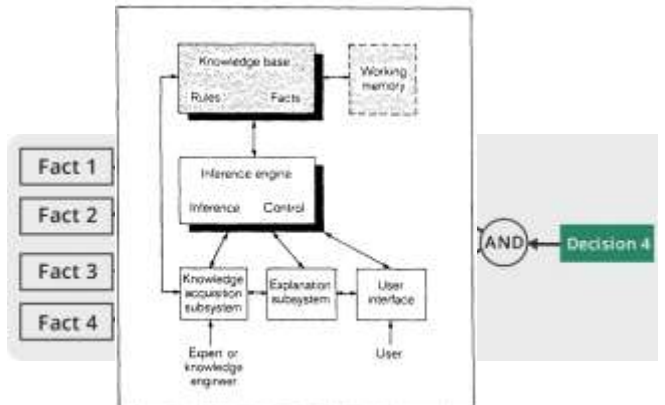 Knowledge base
Rules Facts
Working
memory
Inference engine
Inference Control
Knowledge
acquisition
subsystem
Explanation
subsystem
User
interface
Expert or
knowledge
engineer
User
Fact 1
Fact 2
Fact 3
Fact 4
AND
Decision 4